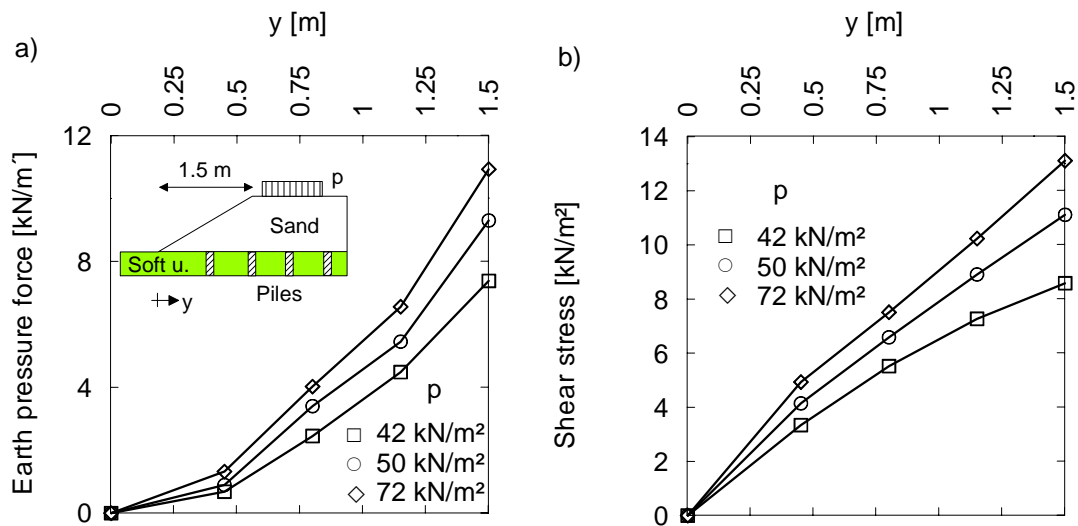 a)
y [m]
0 0.25 0.5 0.75 1 1.25 1.5
12
8
4
0
Earth pressure force [kN/m´]
1.5 m
p
Sand
Soft u.
Piles
y
p
42 kN/m²
50 kN/m²
72 kN/m²
b)
y [m]
0 0.25 0.5 0.75 1 1.25 1.5
14
12
10
8
6
4
2
0
Shear stress [kN/m²]
p
42 kN/m²
50 kN/m²
72 kN/m²